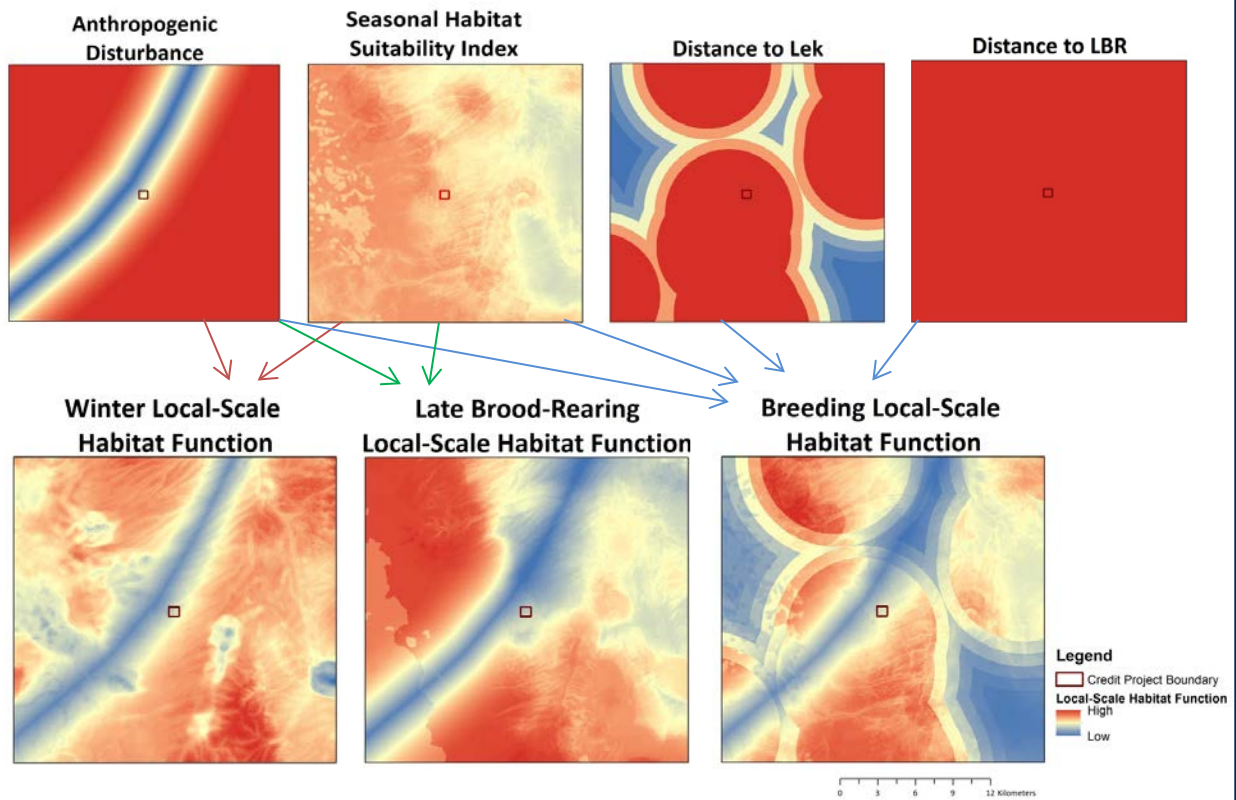 Anthropogenic
Disturbance
Seasonal Habitat
Suitability Index
Distance to Lek
Distance to LBR
Winter Local-Scale
Habitat Function
Late Brood-Rearing
Local-Scale Habitat Function
Breeding Local-Scale
Habitat Function
Legend
Credit Project Boundary
Local-Scale Habitat Function
High
Low
0 3 6 9 12 Kilometers